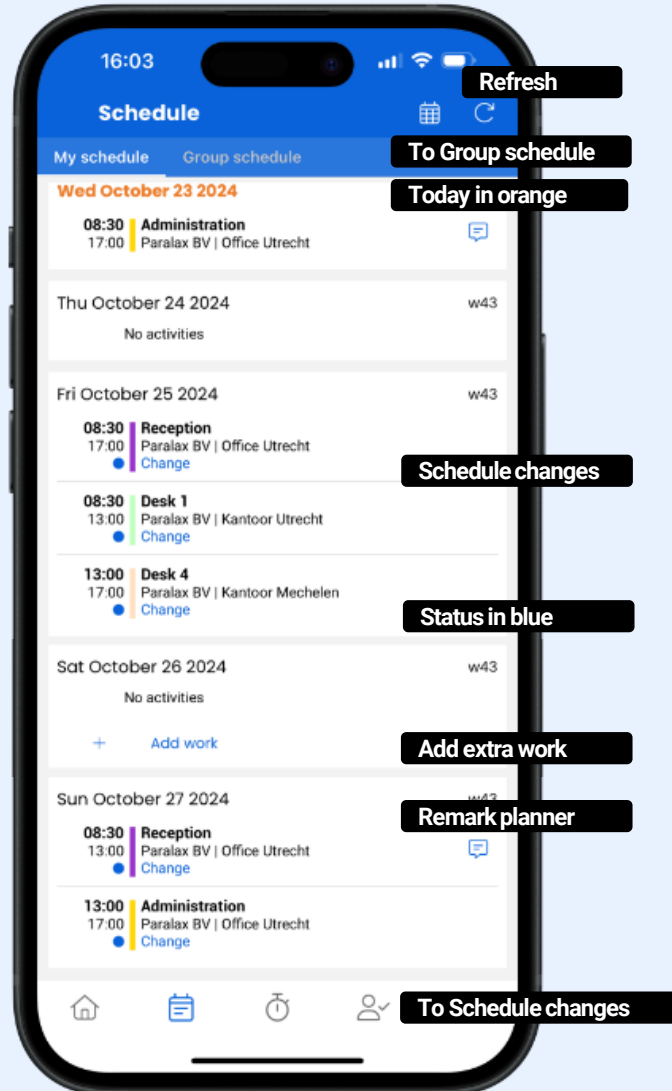 16:03
Refresh
Schedule
My schedule Group schedule
To Group schedule
Wed October 23 2024
Today in orange
08:30 Administration
17:00 Paralax BV | Office Utrecht
Thu October 24 2024 w43
No activities
Fri October 25 2024 w43
08:30 Reception
17:00 Paralax BV | Office Utrecht
Change
Schedule changes
08:30 Desk 1
13:00 Paralax BV | Kantoor Utrecht
Change
13:00 Desk 4
17:00 Paralax BV | Kantoor Mechelen
Change
Status in blue
Sat October 26 2024 w43
No activities
+ Add work
Add extra work
Sun October 27 2024 w43
Remark planner
08:30 Reception
13:00 Paralax BV | Office Utrecht
Change
13:00 Administration
17:00 Paralax BV | Office Utrecht
Change
To Schedule changes